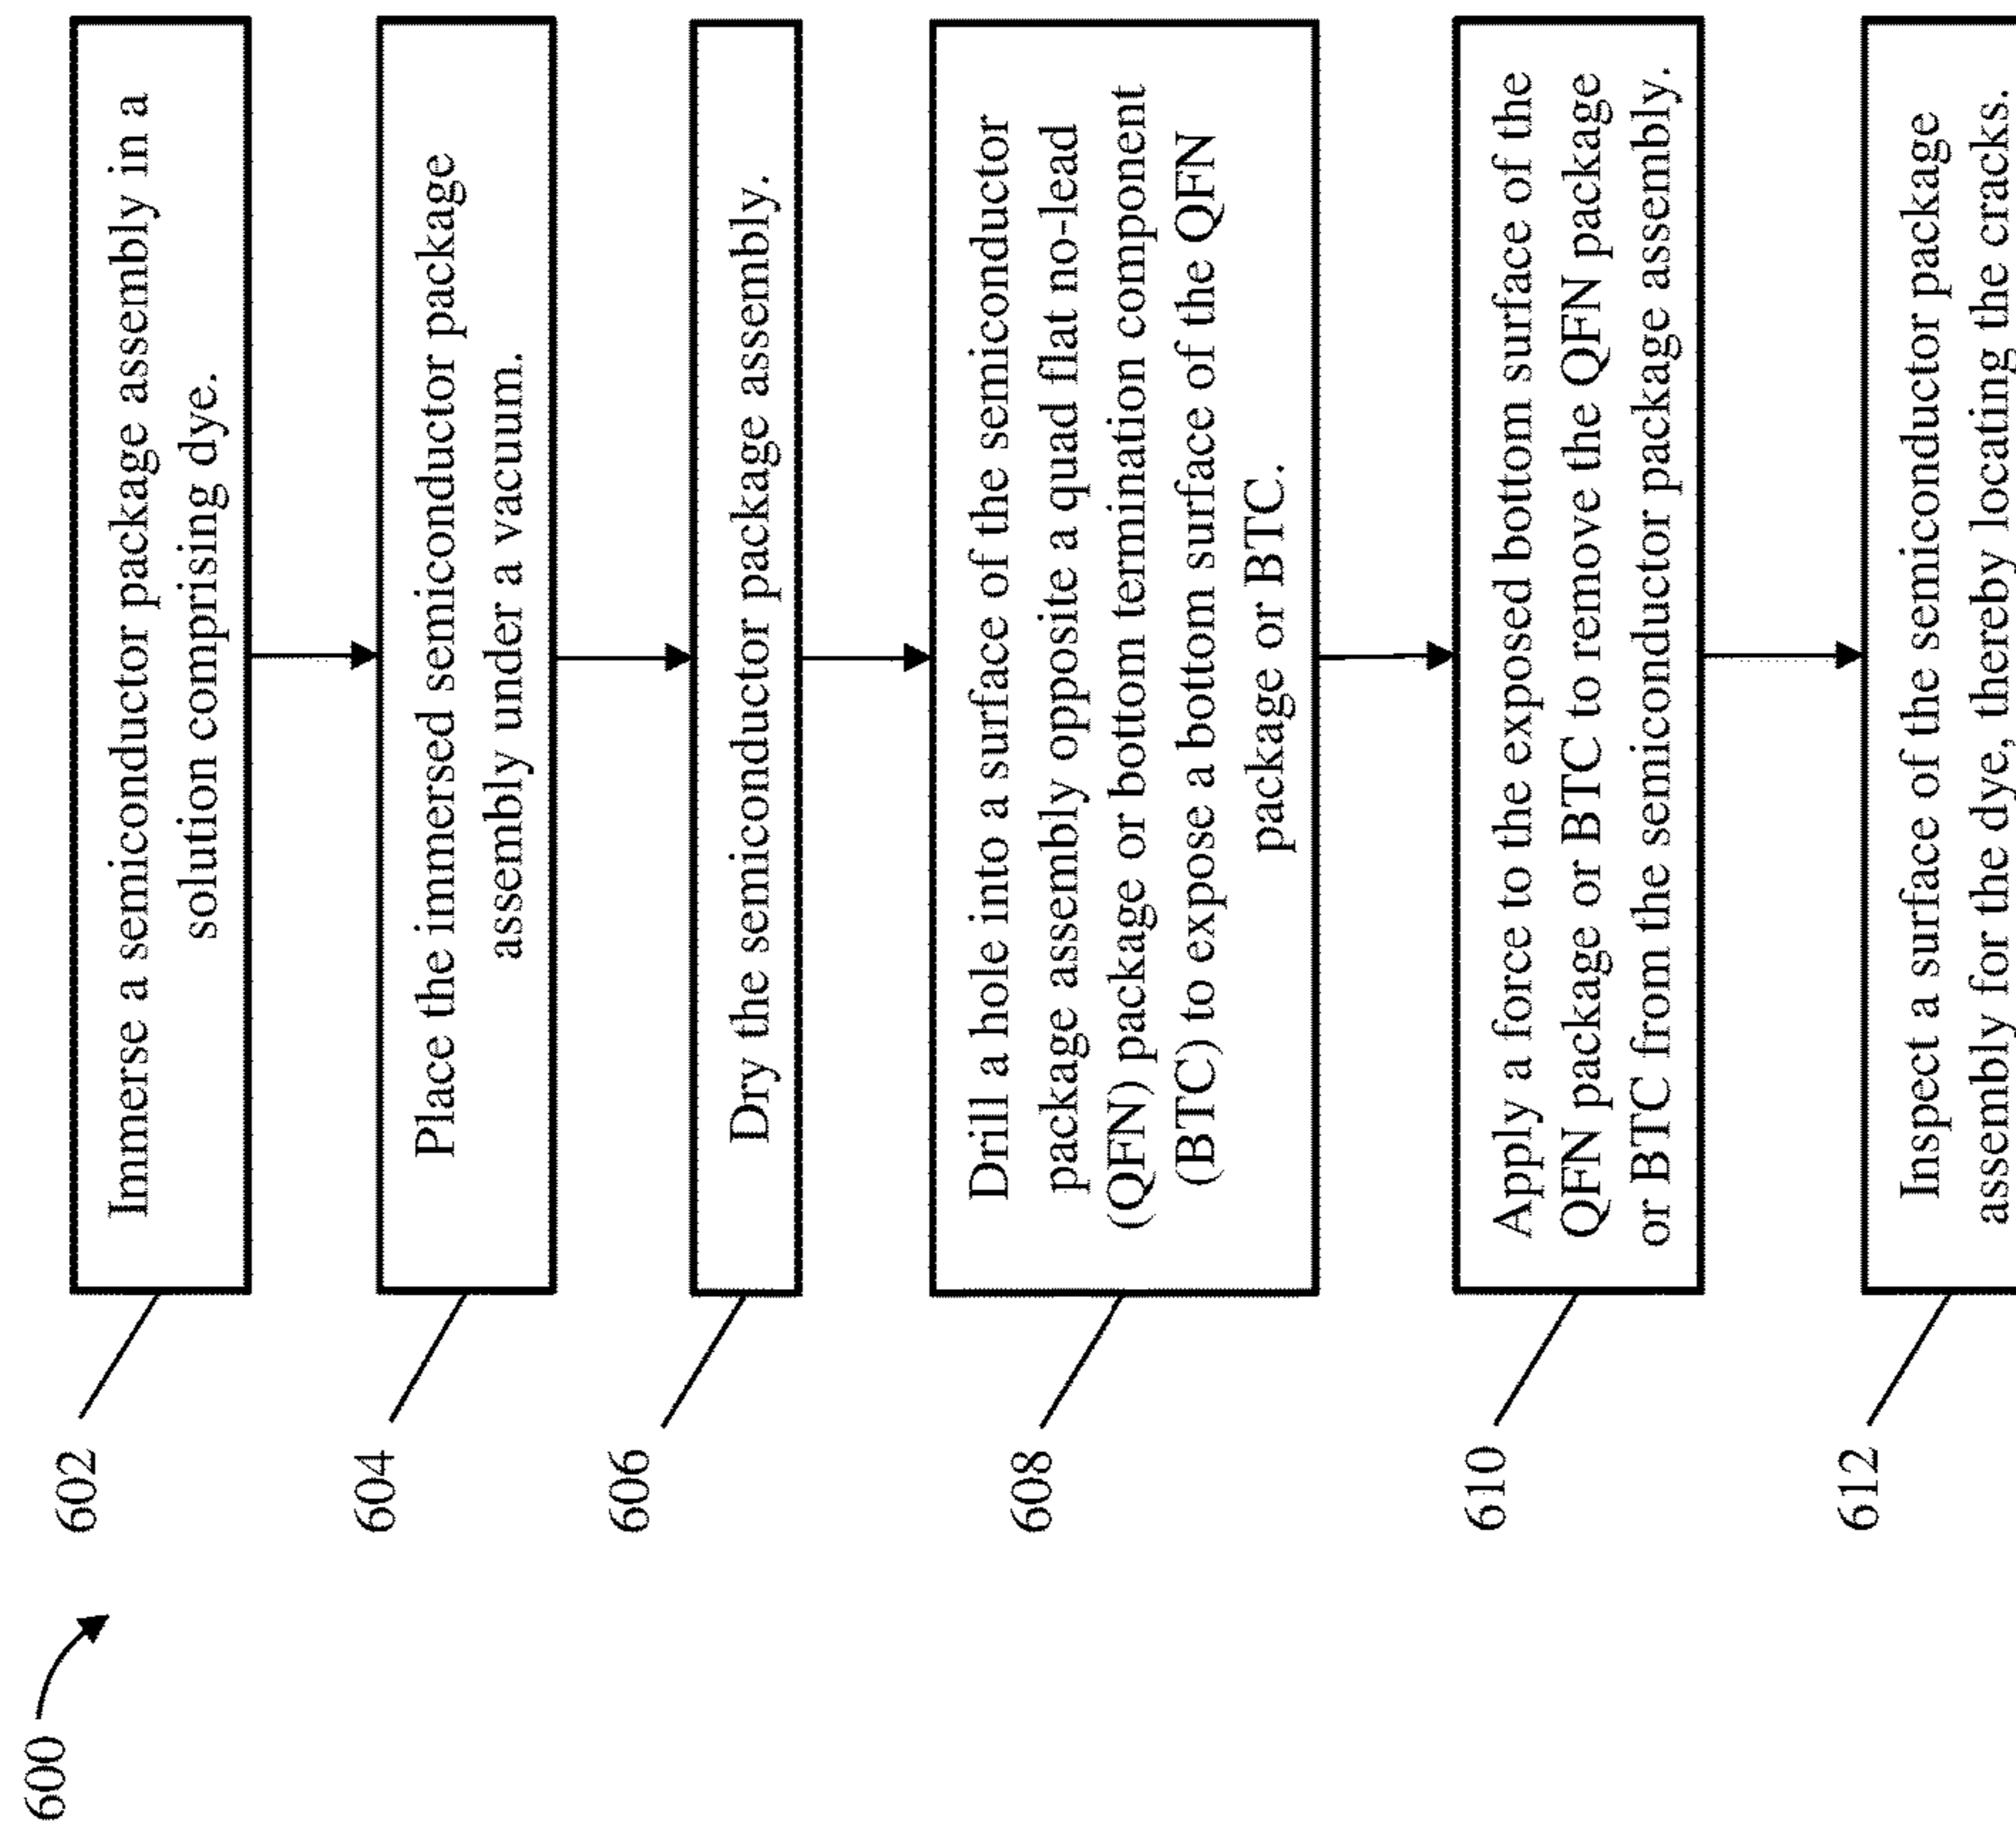 600
602
Immerse a semiconductor package assembly in a
solution comprising dye.
604
Place the immersed semiconductor package
assembly under a vacuum.
606
Dry the semiconductor package assembly.
608
Drill a hole into a surface of the semiconductor
package assembly opposite a quad flat no-lead
(QFN) package or bottom termination component
(BTC) to expose a bottom surface of the QFN
package or BTC.
610
Apply a force to the exposed bottom surface of the
QFN package or BTC to remove the QFN package
or BTC from the semiconductor package assembly.
612
Inspect a surface of the semiconductor package
assembly for the dye, thereby locating the cracks.